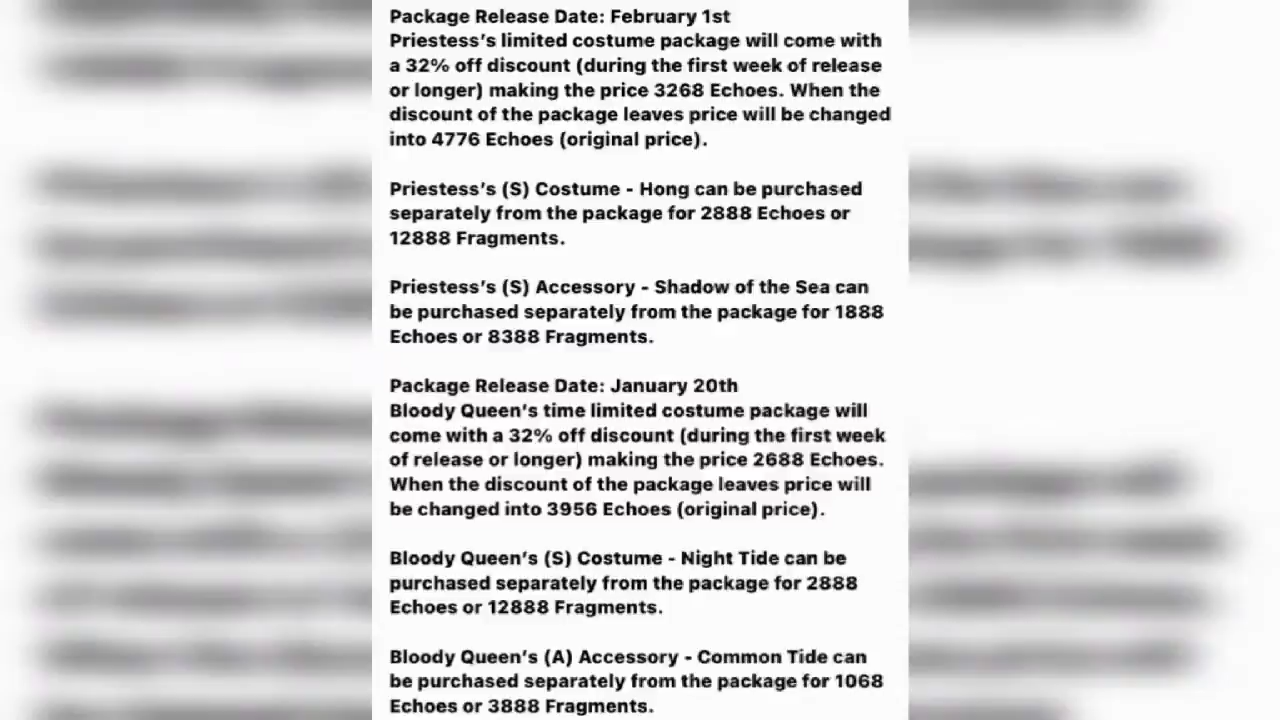 Package Release Date: February 1st
Priestess's limited costume package will come with
a 32% off discount (during the first week of release
or longer) making the price 3268 Echoes. When the
discount of the package leaves price will be changed
into 4776 Echoes (original price).
Priestess's (S) Costume - Hong can be purchased
separately from the package for 2888 Echoes or
12888 Fragments.
Priestess's (S) Accessory - Shadow of the Sea can
be purchased separately from the package for 1888
Echoes or 8388 Fragments.
Package Release Date: January 20th
Bloody Queen's time limited costume package will
come with a 32% off discount (during the first week
of release or longer) making the price 2688 Echoes.
When the discount of the package leaves price will
be changed into 3956 Echoes (original price).
Bloody Queen's (S) Costume - Night Tide can be
purchased separately from the package for 2888
Echoes or 12888 Fragments.
Bloody Queen's (A) Accessory - Common Tide can
be purchased separately from the package for 1068
Echoes or 3888 Fragments.